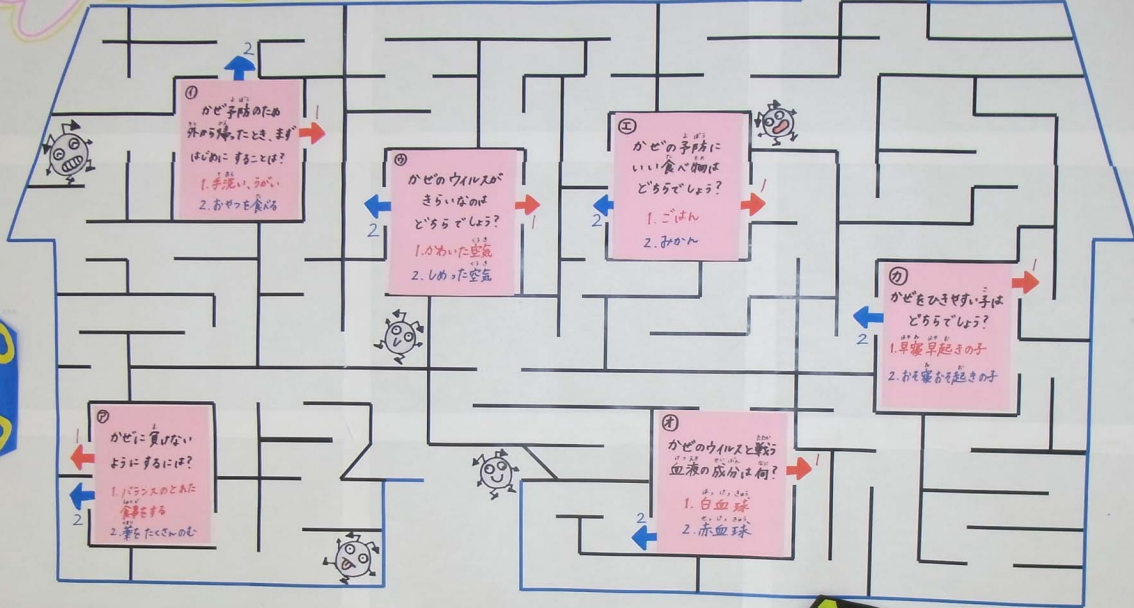 ㋐
かぜに負けない
ようにするには?
1.バランスのとれた
食事をする
2.薬をたくさんのむ
1
2
㋑
かぜ予防のため
外から帰ったとき、まず
はじめに することは?
1.手洗い、うがい
2.おやつを食べる
1
2
㋒
かぜのウイルスが
きらいなのは
どちらでしょう?
1.かわいた空気
2.しめった空気
1
2
㋓
かぜの予防に
いい食べ物は
どちらでしょう?
1.ごはん
2.みかん
1
2
㋔
かぜのウイルスと戦う
血液の成分は何?
1.白血球
2.赤血球
1
2
㋕
かぜをひきやすい子は
どちらでしょう?
1.早寝早起きの子
2.おそ寝おそ起きの子
1
2